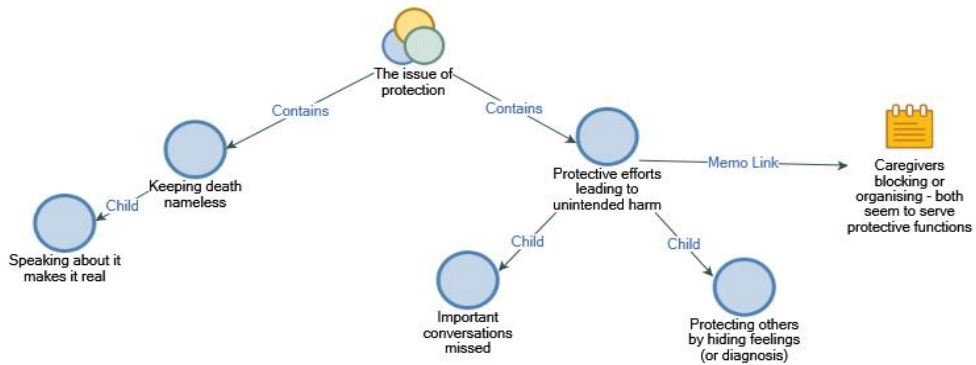 The issue of
protection
Contains
Contains
Keeping death
nameless
Protective efforts
leading to
unintended harm
Memo Link
Caregivers
blocking or
organising - both
seem to serve
protective functions
Child
Speaking about it
makes it real
Child
Child
Important
conversations
missed
Protecting others
by hiding feelings
(or diagnosis)